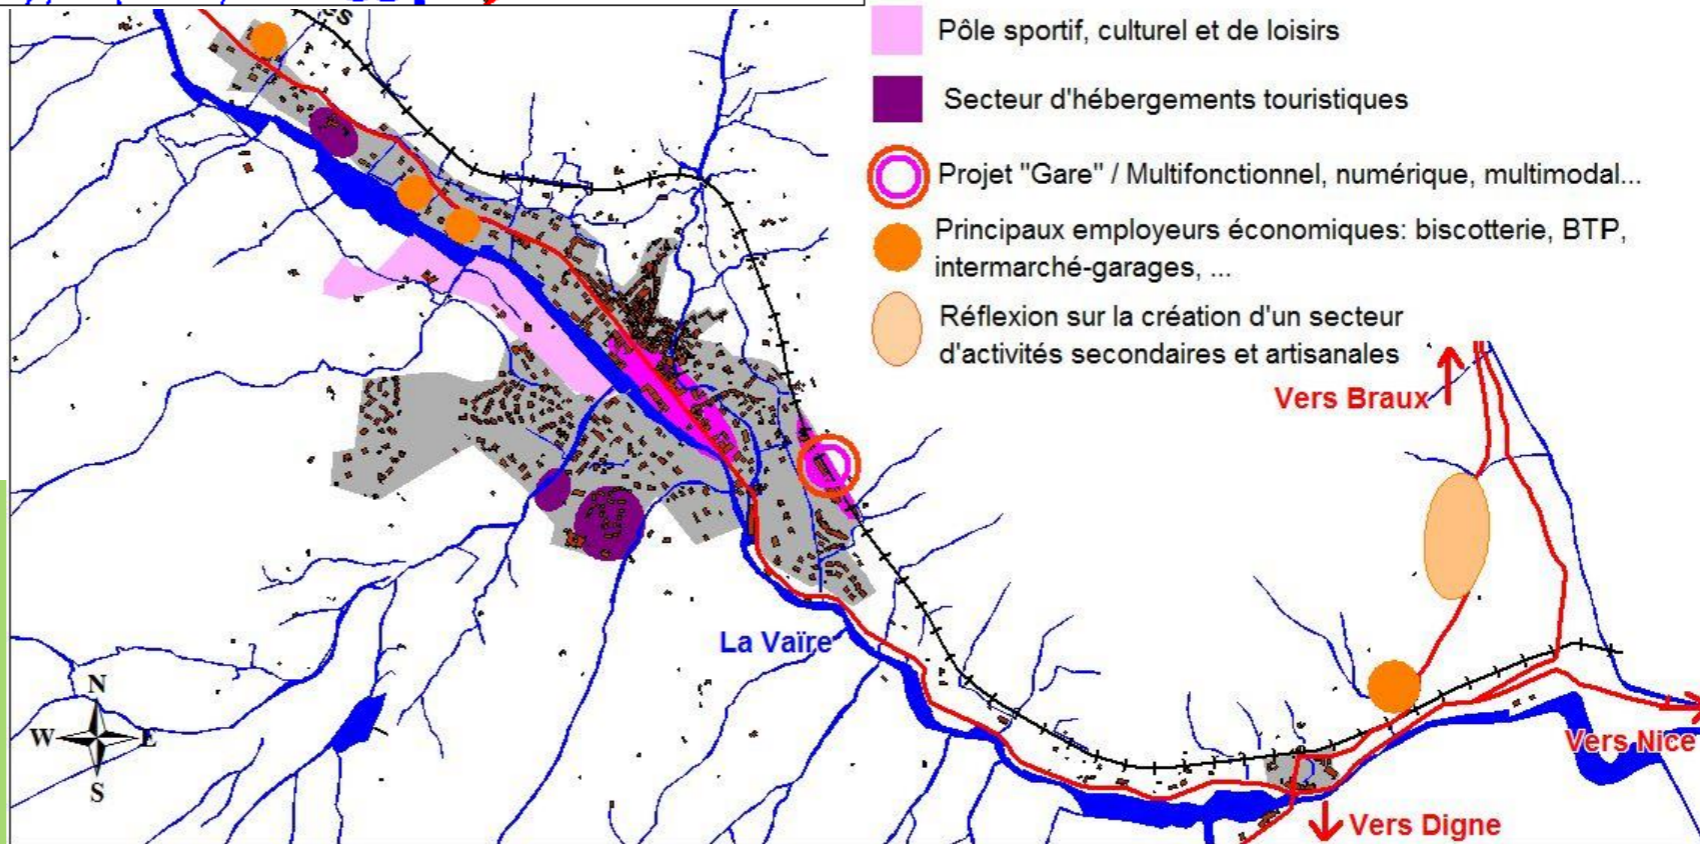 Pôle sportif, culturel et de loisirs
Secteur d'hébergements touristiques
Projet "Gare" / Multifonctionnel, numérique, multimodal...
Principaux employeurs économiques: biscotterie, BTP,
intermarché-garages, ...
Réflexion sur la création d'un secteur
d'activités secondaires et artisanales
Vers Braux
La Vaïre
N
W
E
S
Vers Nice
Vers Digne